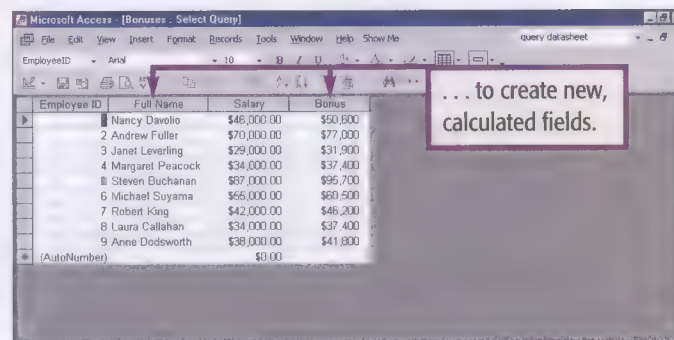 Microsoft Access - [Bonuses : Select Query]
File Edit View Insert Format Records Tools Window Help Show Me query datasheet
EmployeeID Arial 10 B I U
. . . to create new,
calculated fields.
Employee ID Full Name Salary Bonus
Nancy Davolio $46,000.00 $50,600
2 Andrew Fuller $70,000.00 $77,000
3 Janet Leverling $29,000.00 $31,900
4 Margaret Peacock $34,000.00 $37,400
Steven Buchanan $87,000.00 $95,700
6 Michael Suyama $55,000.00 $60,500
7 Robert King $42,000.00 $46,200
8 Laura Callahan $34,000.00 $37,400
9 Anne Dodsworth $38,000.00 $41,800
(AutoNumber) $0.00